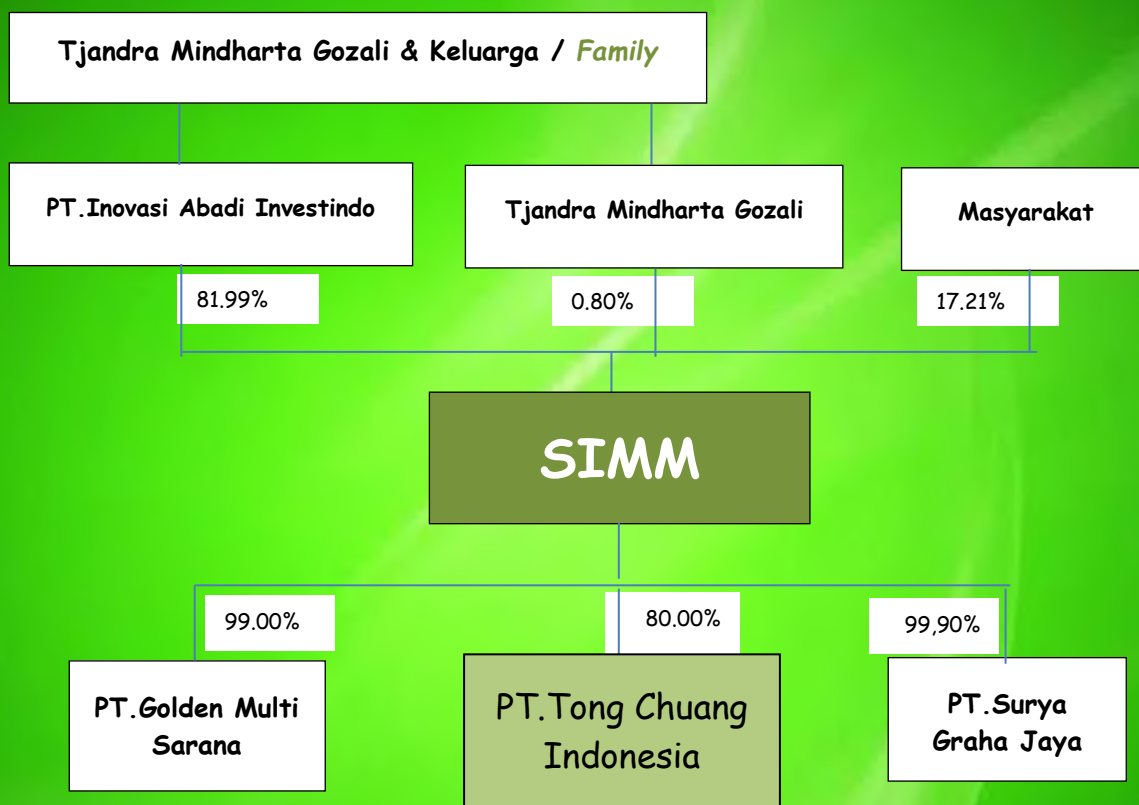 Tjandra Mindharta Gozali & Keluarga / Family
PT.Inovasi Abadi Investindo
Tjandra Mindharta Gozali
Masyarakat
81.99%
0.80%
17.21%
SIMM
99.00%
80.00%
99,90%
PT.Golden Multi
Sarana
PT.Tong Chuang
Indonesia
PT.Surya
Graha Jaya